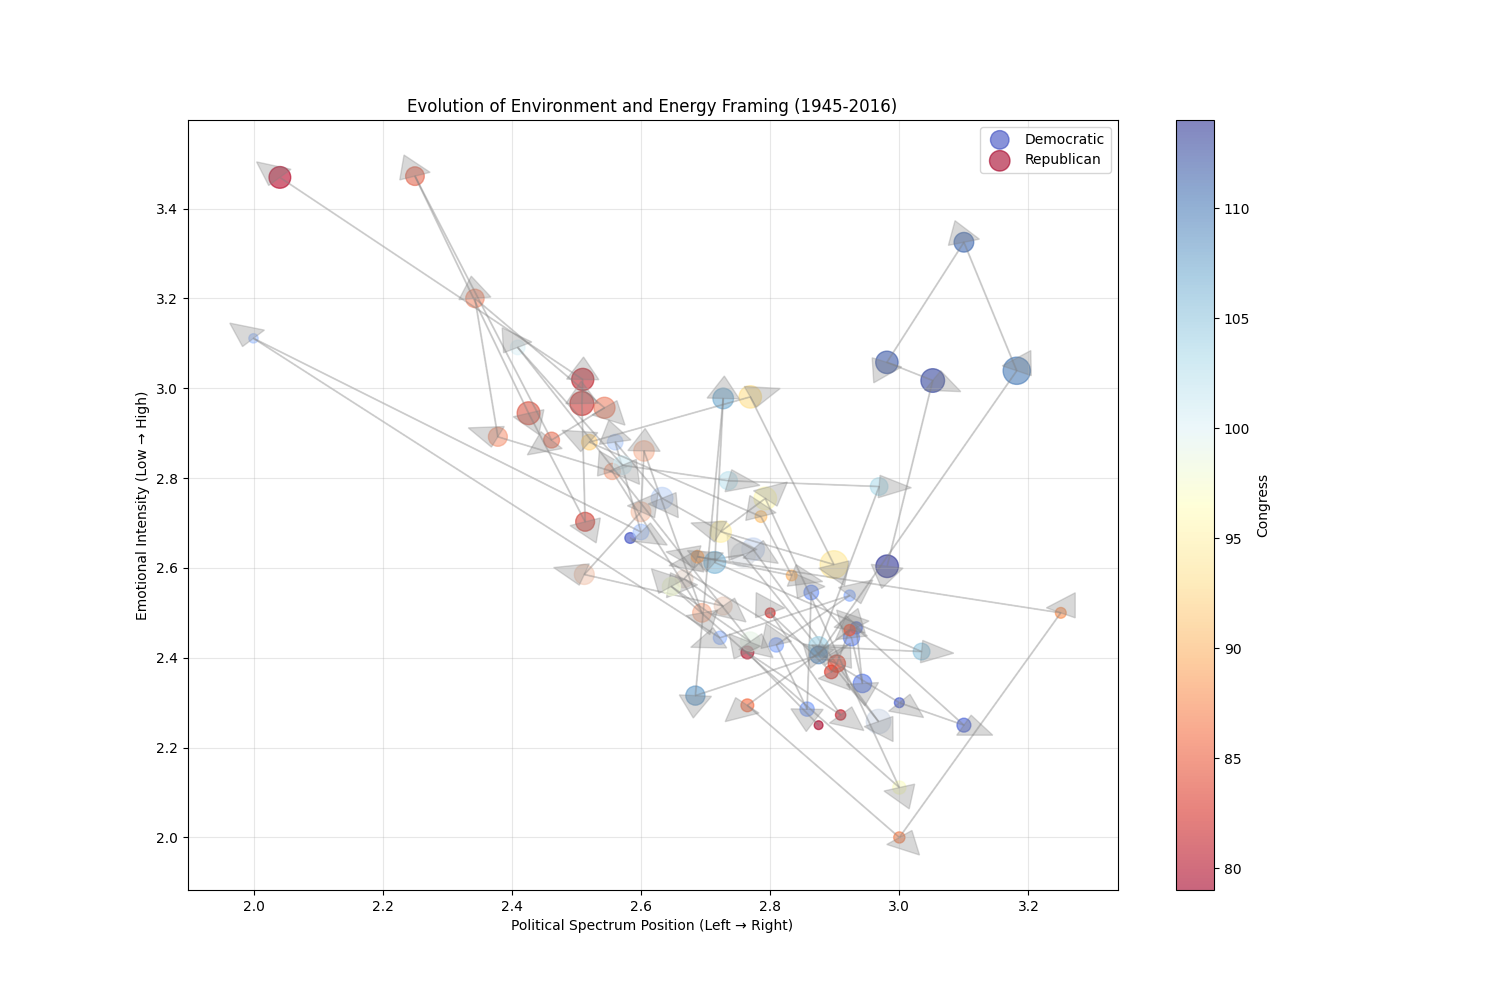 Evolution of Environment and Energy Framing (1945-2016)
Democratic
Republican
3.4
3.2
3.0
2.8
2.6
2.4
2.2
2.0
Emotional Intensity (Low → High)
2.0 2.2 2.4 2.6 2.8 3.0 3.2
Political Spectrum Position (Left → Right)
110
105
100
95
90
85
80
Congress